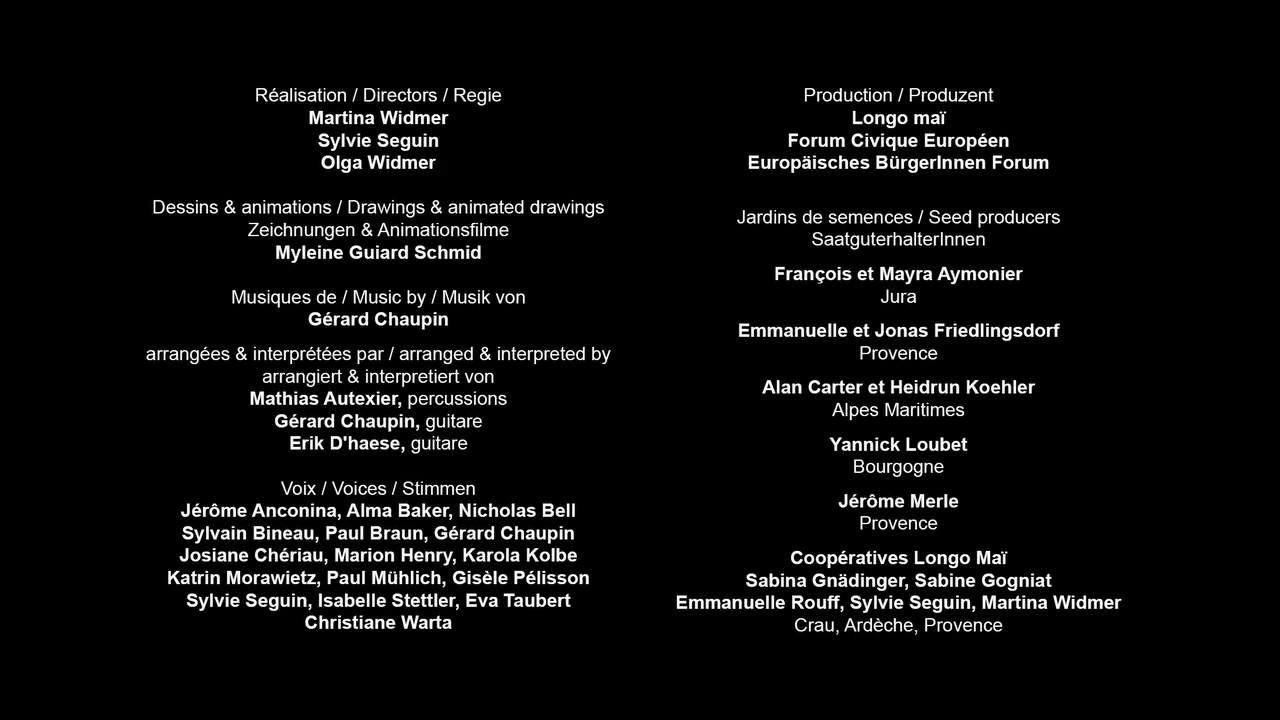 Réalisation / Directors / Regie
Martina Widmer
Sylvie Seguin
Olga Widmer
Dessins & animations / Drawings & animated drawings
Zeichnungen & Animationsfilme
Myleine Guiard Schmid
Musiques de / Music by / Musik von
Gérard Chaupin
arrangées & interprétées par / arranged & interpreted by
arrangiert & interpretiert von
Mathias Autexier, percussions
Gérard Chaupin, guitare
Erik D'haese, guitare
Voix / Voices / Stimmen
Jérôme Anconina, Alma Baker, Nicholas Bell
Sylvain Bineau, Paul Braun, Gérard Chaupin
Josiane Chériau, Marion Henry, Karola Kolbe
Katrin Morawietz, Paul Mühlich, Gisèle Pélisson
Sylvie Seguin, Isabelle Stettler, Eva Taubert
Christiane Warta
Production / Produzent
Longo maï
Forum Civique Européen
Europäisches BürgerInnen Forum
Jardins de semences / Seed producers
SaatguterhalterInnen
François et Mayra Aymonier
Jura
Emmanuelle et Jonas Friedlingsdorf
Provence
Alan Carter et Heidrun Koehler
Alpes Maritimes
Yannick Loubet
Bourgogne
Jérôme Merle
Provence
Coopératives Longo Maï
Sabina Gnädinger, Sabine Gogniat
Emmanuelle Rouff, Sylvie Seguin, Martina Widmer
Crau, Ardèche, Provence